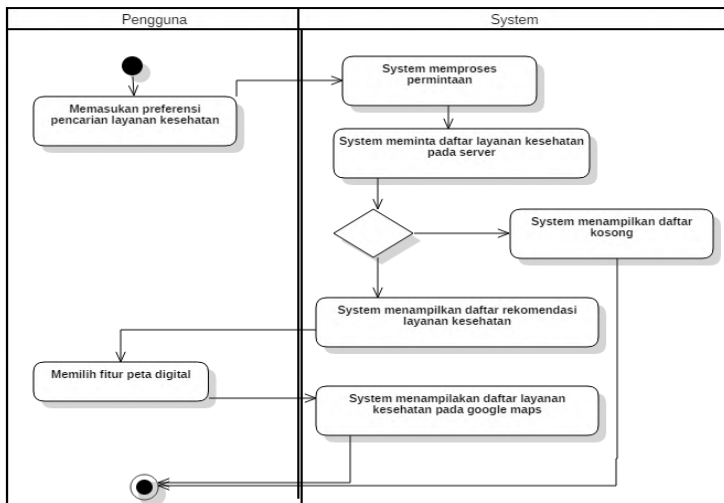 Pengguna
System
System memproses
permintaan
Memasukan preferensi
pencarian layanan kesehatan
System meminta daftar layanan kesehatan
pada server
System menampilkan daftar
kosong
System menampilkan daftar rekomendasi
layanan kesehatan
Memilih fitur peta digital
System menampilakan daftar layanan
kesehatan pada google maps